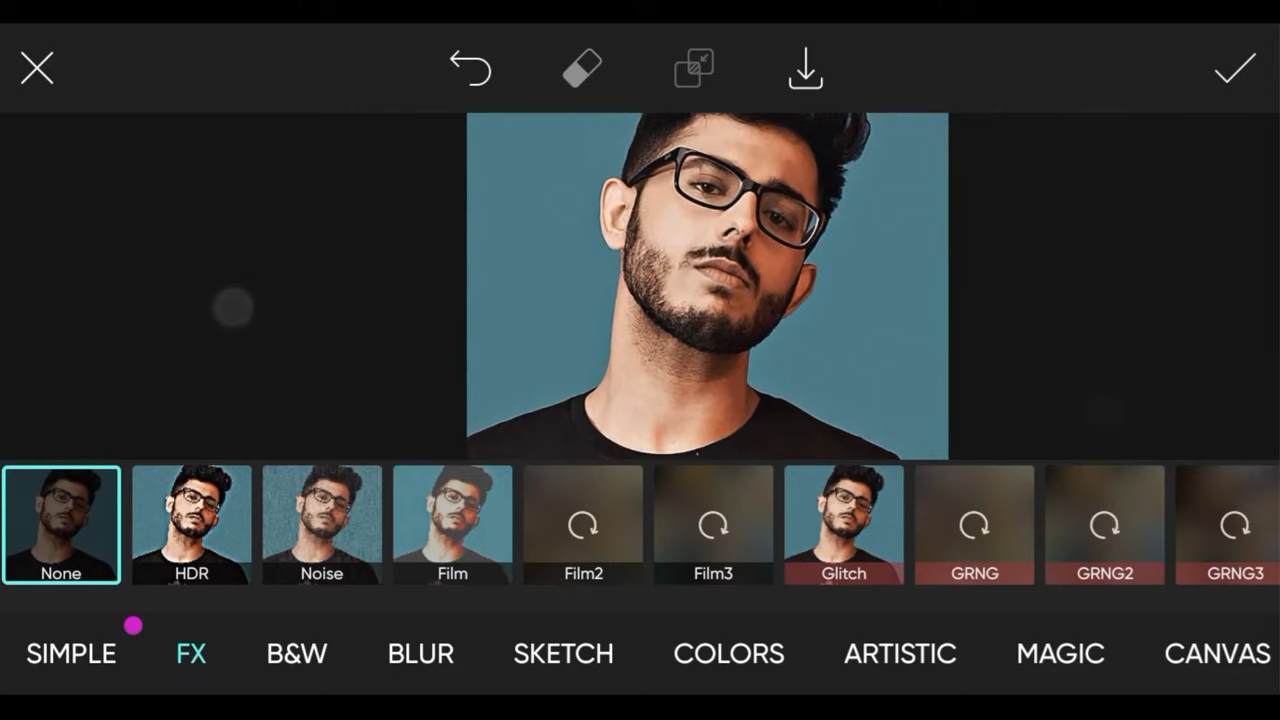 None HDR Noise Film Film2 Film3 Glitch GRNG GRNG2 GRNG3
SIMPLE FX B&W BLUR SKETCH COLORS ARTISTIC MAGIC CANVAS